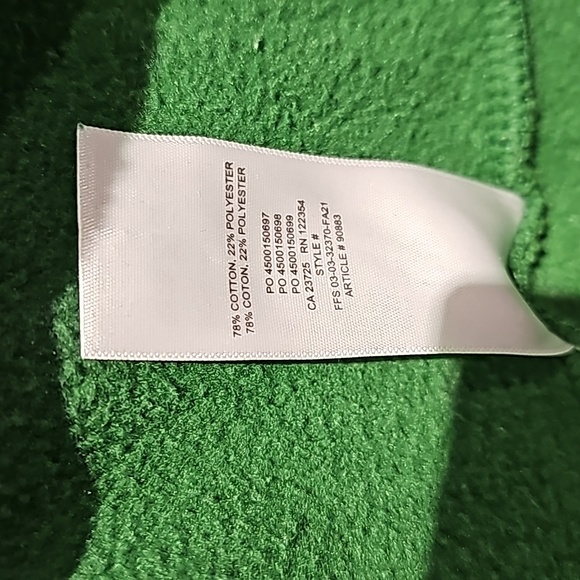 78% COTTON, 22% POLYESTER
78% COTON, 22% POLYESTER
PO 4500150697
PO 4500150698
PO 4500150699
CA 23725 RN 122354
STYLE #
FFS 03-03-32370-FA21
ARTICLE # 90883